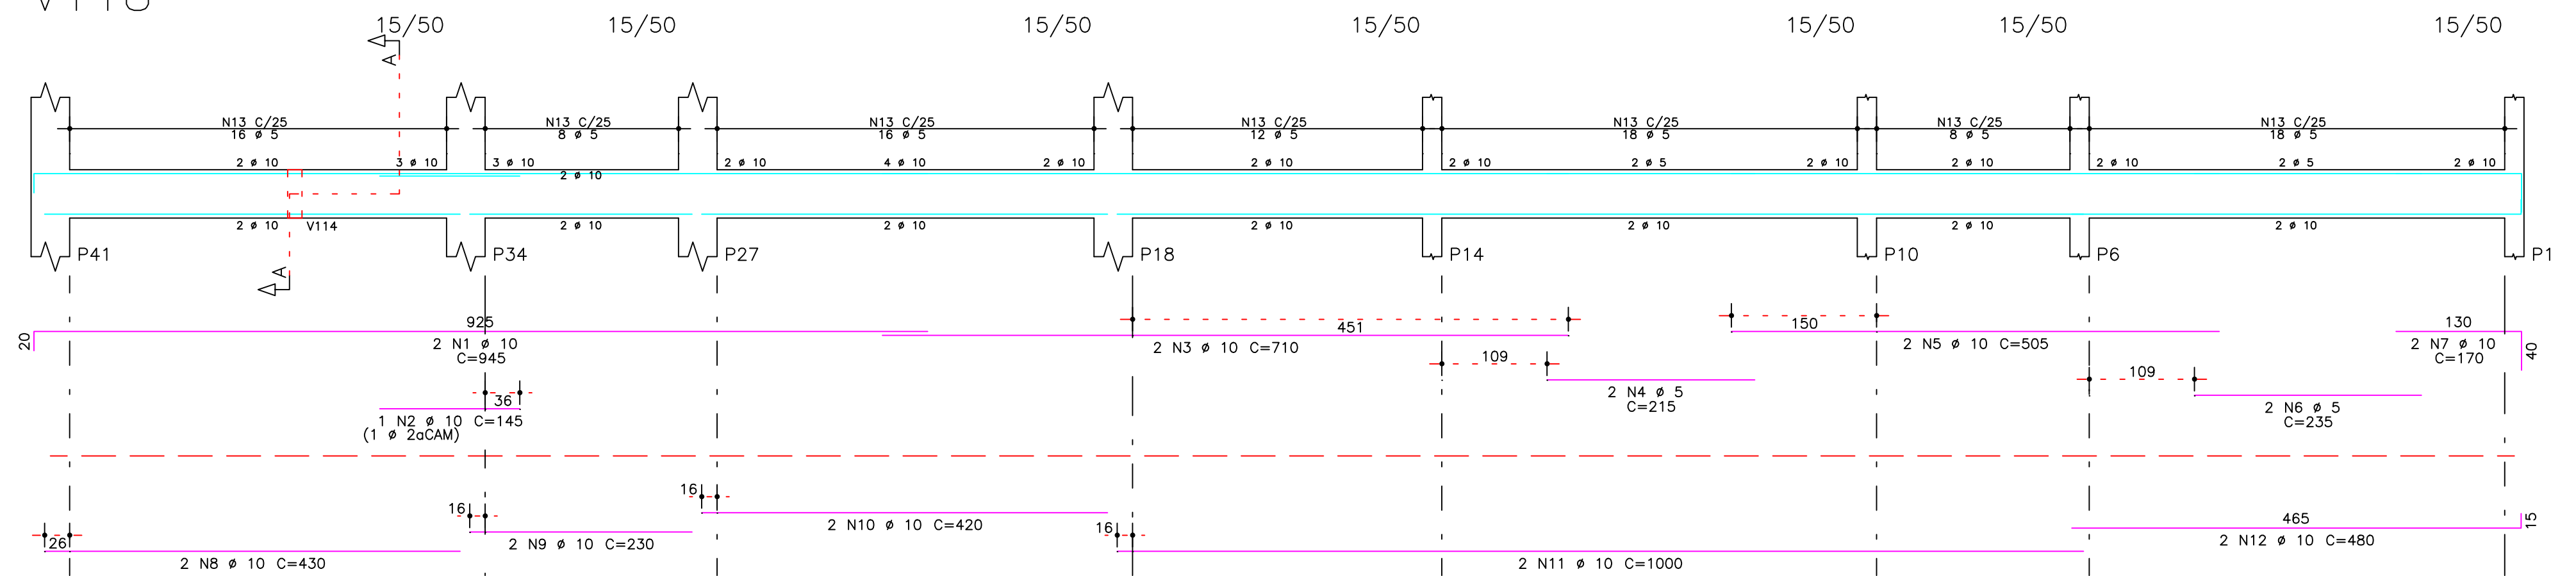 15/50 15/50 15/50 15/50 15/50 15/50 15/50
A
N13 C/25 N13 C/25 N13 C/25 N13 C/25 N13 C/25 N13 C/25 N13 C/25
16 ø 5 8 ø 5 16 ø 5 12 ø 5 18 ø 5 8 ø 5 18 ø 5
2 ø 10 3 ø 10 3 ø 10 2 ø 10 4 ø 10 2 ø 10 2 ø 10 2 ø 10 2 ø 5 2 ø 10 2 ø 10 2 ø 10 2 ø 5 2 ø 10
2 ø 10
2 ø 10 V114 2 ø 10 2 ø 10 2 ø 10 2 ø 10 2 ø 10 2 ø 10
P41 P34 P27 P18 P14 P10 P6 P1
A
925 451 150 130
20 2 N1 ø 10 2 N3 ø 10 C=710 2 N5 ø 10 C=505 2 N7 ø 10 40
C=945 C=170
109 109
36 2 N4 ø 5 2 N6 ø 5
1 N2 ø 10 C=145 C=215 C=235
(1 ø 2aCAM)
16 16 16 465 15
26 2 N9 ø 10 C=230 2 N10 ø 10 C=420 2 N12 ø 10 C=480
2 N8 ø 10 C=430 2 N11 ø 10 C=1000